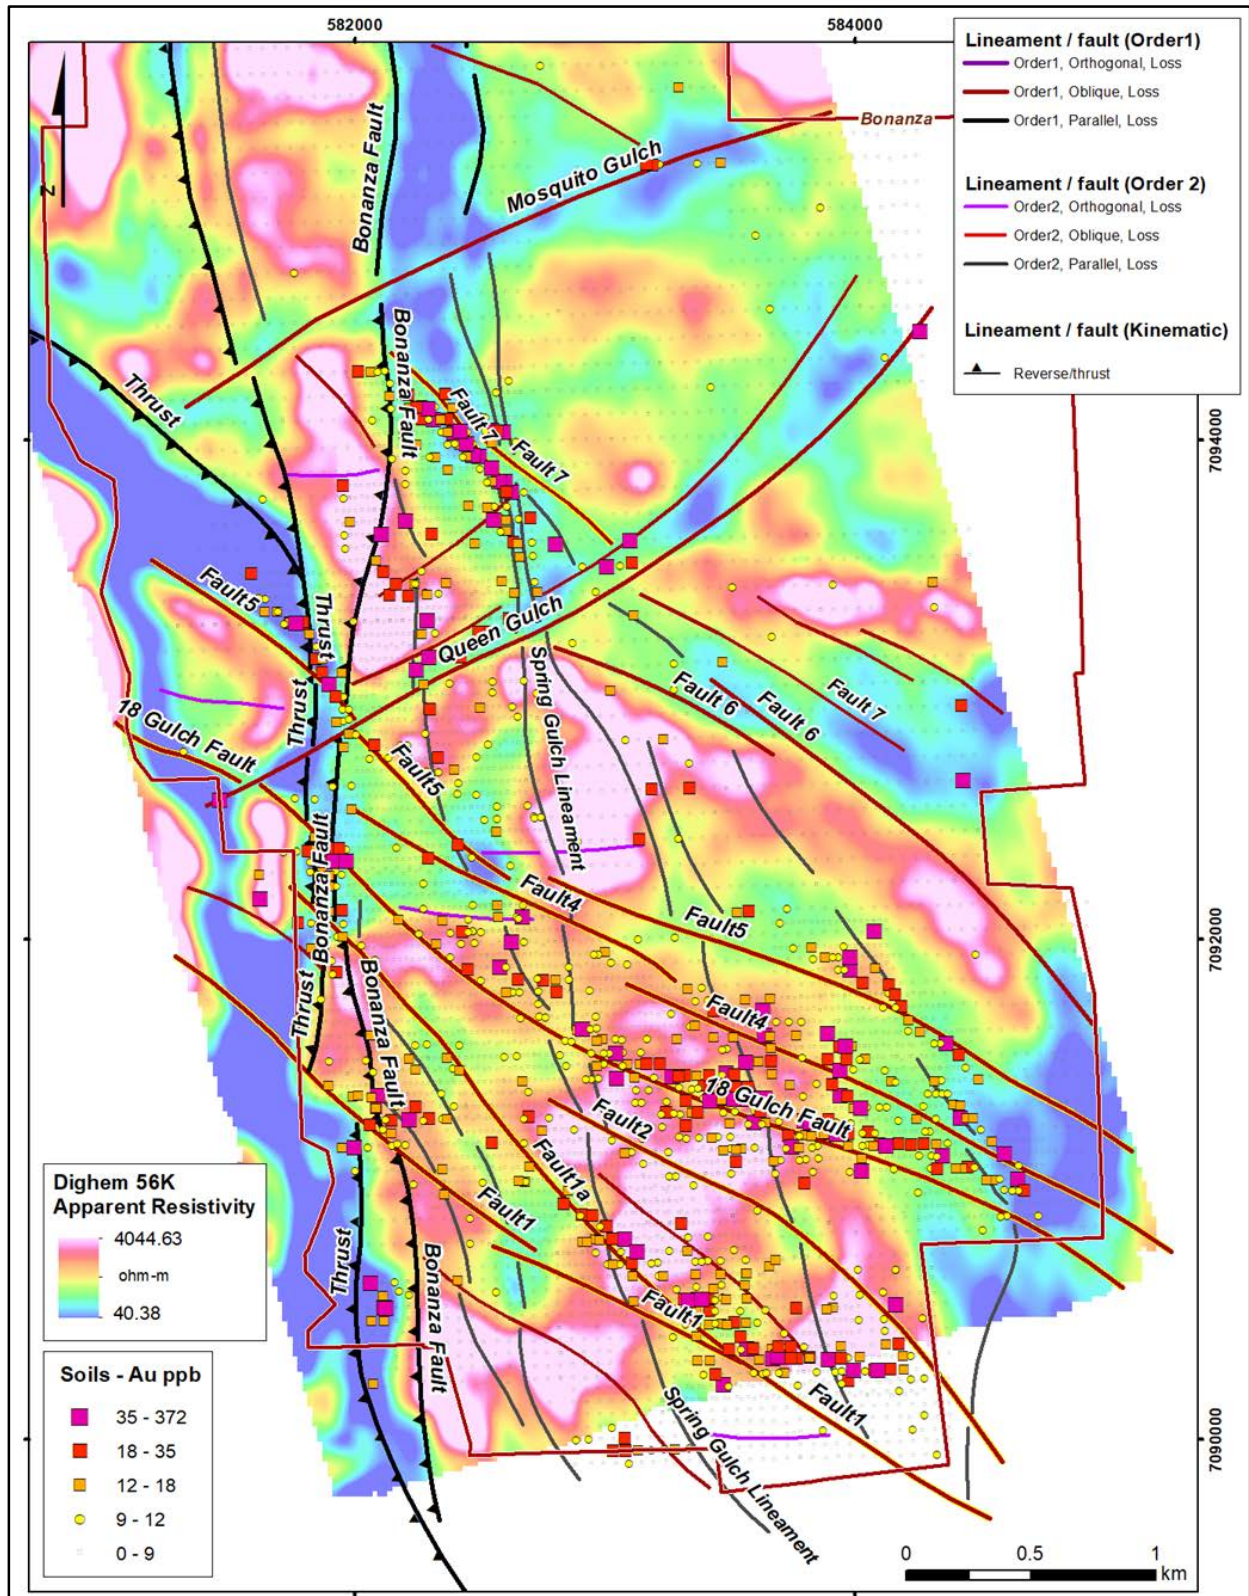 582000
584000
Lineament / fault (Order1)
Order1, Orthogonal, Loss
Order1, Oblique, Loss
Order1, Parallel, Loss
Lineament / fault (Order 2)
Order2, Orthogonal, Loss
Order2, Oblique, Loss
Order2, Parallel, Loss
Lineament / fault (Kinematic)
Reverse/thrust
Bonanza
Z
Bonanza Fault
Mosquito Gulch
Thrust
Bonanza Fault
Fault 7
Fault 7
7094000
Fault5
Thrust
Queen Gulch
Thrust
18 Gulch Fault
Spring Gulch Lineament
Fault 6
Fault 6
Fault 7
Fault5
Bonanza Fault
Fault4
Fault5
7092000
Thrust
Bonanza Fault
Fault4
18 Gulch Fault
Fault2
Fault1a
Fault1
Thrust
Bonanza Fault
Fault1
Fault1
Spring Gulch Lineament
7090000
Dighem 56K
Apparent Resistivity
4044.63
ohm-m
40.38
Soils - Au ppb
35 - 372
18 - 35
12 - 18
9 - 12
0 - 9
0
0.5
1
km